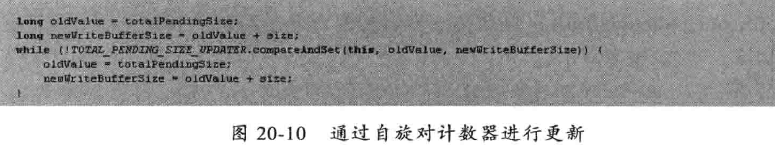 long oldValue = totalPendingSize;
long newWriteBufferSize = oldValue + size;
while (!TOTAL_PENDING_SIZE_UPDATER.compareAndSet(this, oldValue, newWriteBufferSize)) {
oldValue = totalPendingSize;
newWriteBufferSize = oldValue + size;
}
图 20-10 通过自旋对计数器进行更新